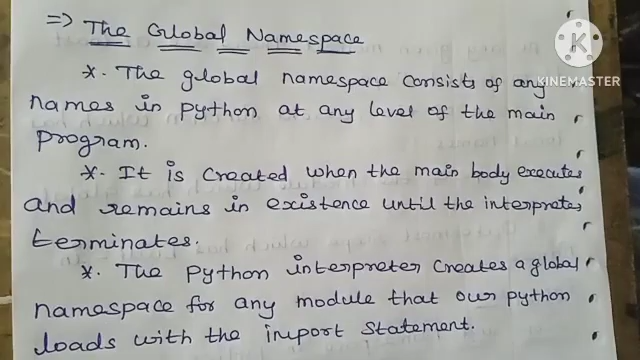 => The Global Namespace
*. The global namespace consists of any
names in python at any level of the main
program.
*. It is created when the main body executes
and remains in existence until the interpreter
terminates.
*. The Python interpreter creates a global
namespace for any module that our python
loads with the import statement.
KINEMASTER